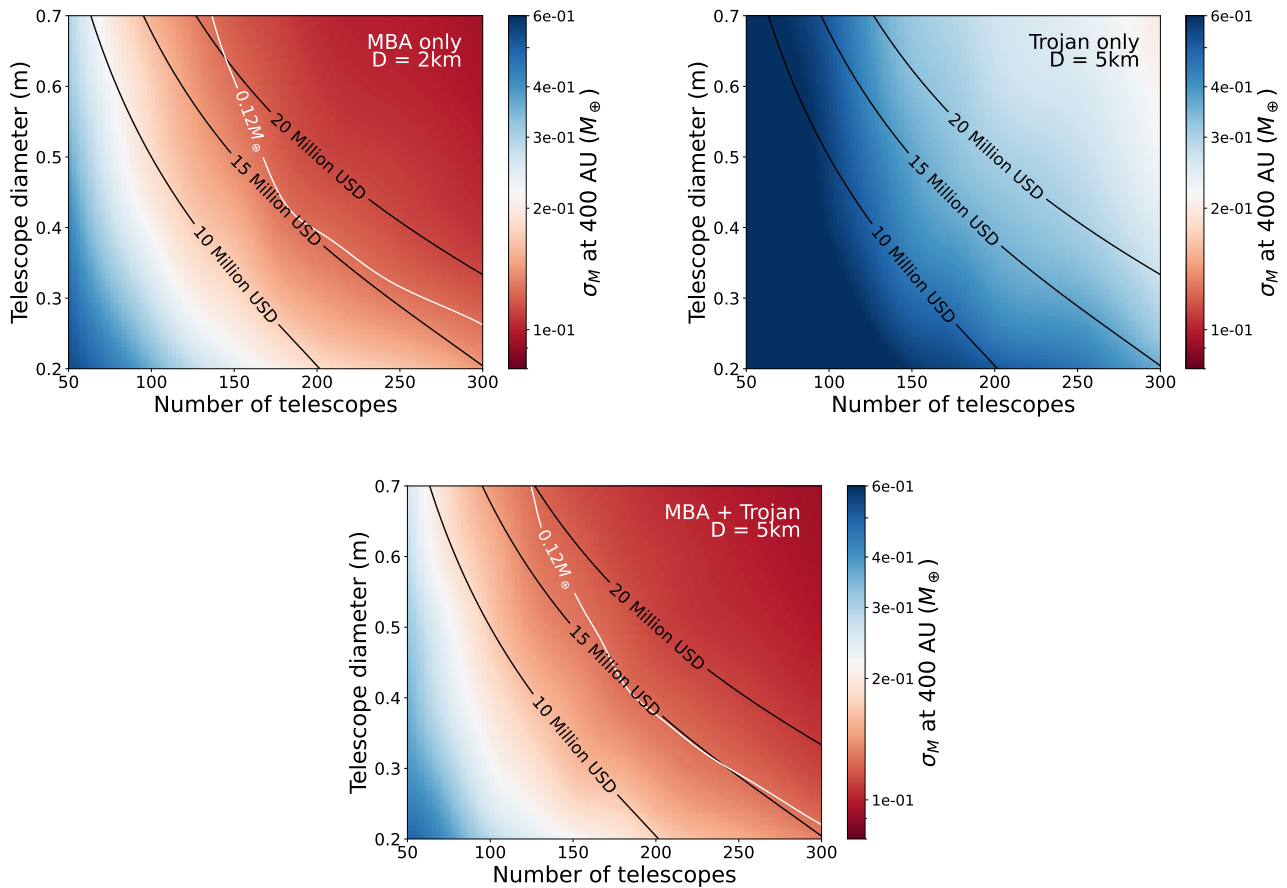 MBA only
D = 2km
0.7
0.6
0.5
0.4
0.3
0.2
50
100
150
200
250
300
Telescope diameter (m)
Number of telescopes
10 Million USD
15 Million USD
20 Million USD
0.12M⊕
6e-01
4e-01
3e-01
2e-01
1e-01
σM at 400 AU (M⊕)
Trojan only
D = 5km
0.7
0.6
0.5
0.4
0.3
0.2
50
100
150
200
250
300
Telescope diameter (m)
Number of telescopes
10 Million USD
15 Million USD
20 Million USD
6e-01
4e-01
3e-01
2e-01
1e-01
σM at 400 AU (M⊕)
MBA + Trojan
D = 5km
0.7
0.6
0.5
0.4
0.3
0.2
50
100
150
200
250
300
Telescope diameter (m)
Number of telescopes
10 Million USD
15 Million USD
20 Million USD
0.12M⊕
6e-01
4e-01
3e-01
2e-01
1e-01
σM at 400 AU (M⊕)